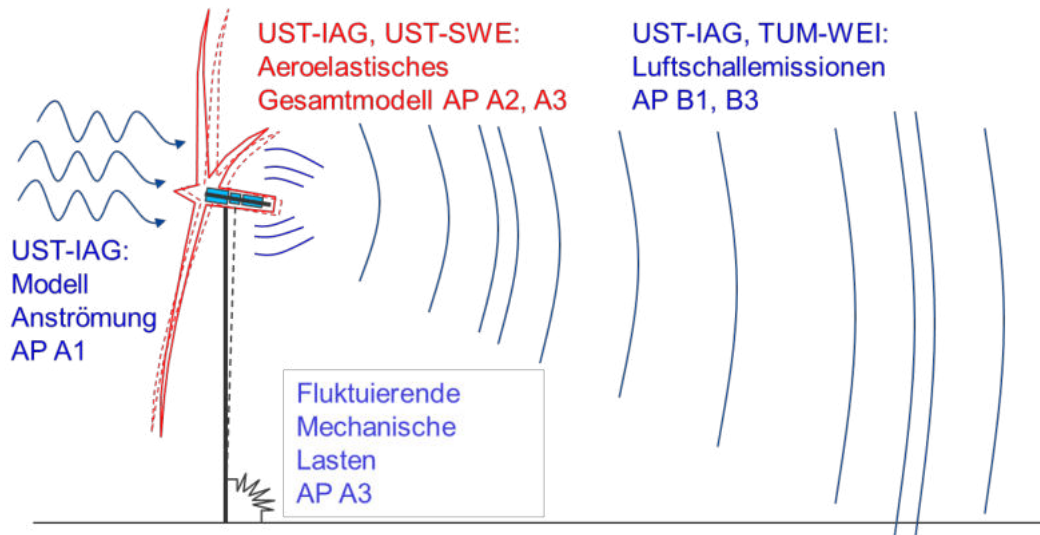 UST-IAG, UST-SWE:
Aeroelastisches
Gesamtmodell AP A2, A3
UST-IAG, TUM-WEI:
Luftschallemissionen
AP B1, B3
UST-IAG:
Modell
Anströmung
AP A1
Fluktuierende
Mechanische
Lasten
AP A3